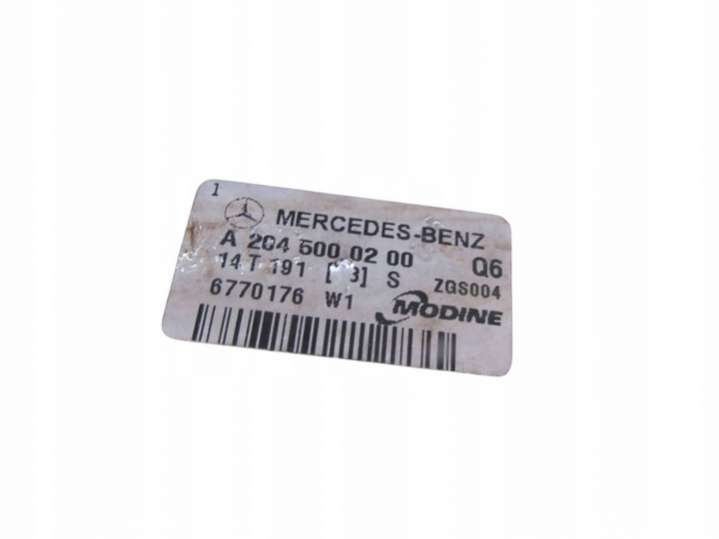 1
MERCEDES-BENZ
A 204 500 02 00 Q6
14 T 191 S ZGS004
6770176 W1 MODINE